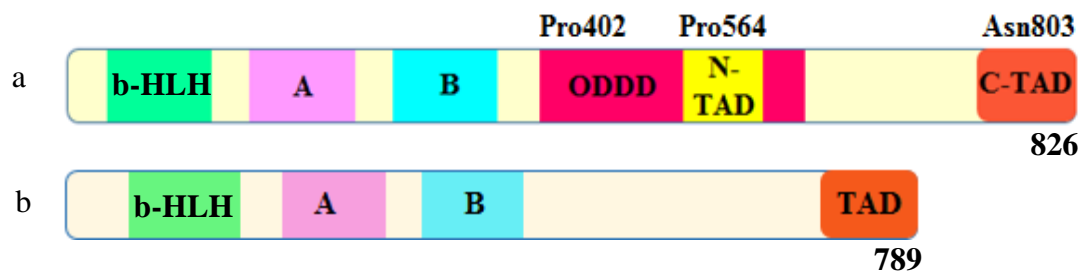 Pro402 Pro564 Asn803
a b-HLH A B ODDD N-TAD C-TAD
826
b b-HLH A B TAD
789